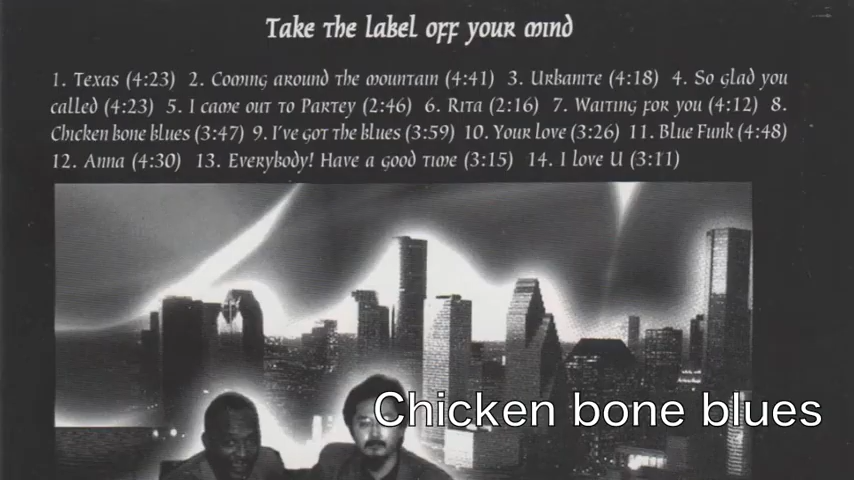 Take the label off your mind
1. Texas (4:23) 2. Coming around the mountain (4:41) 3. Urbanite (4:18) 4. So glad you
called (4:23) 5. I came out to Partey (2:46) 6. Rita (2:16) 7. Waiting for you (4:12) 8.
Chicken bone blues (3:47) 9. I've got the blues (3:59) 10. Your love (3:26) 11. Blue Funk (4:48)
12. Anna (4:30) 13. Everybody! Have a good time (3:15) 14. I love U (3:11)
Chicken bone blues